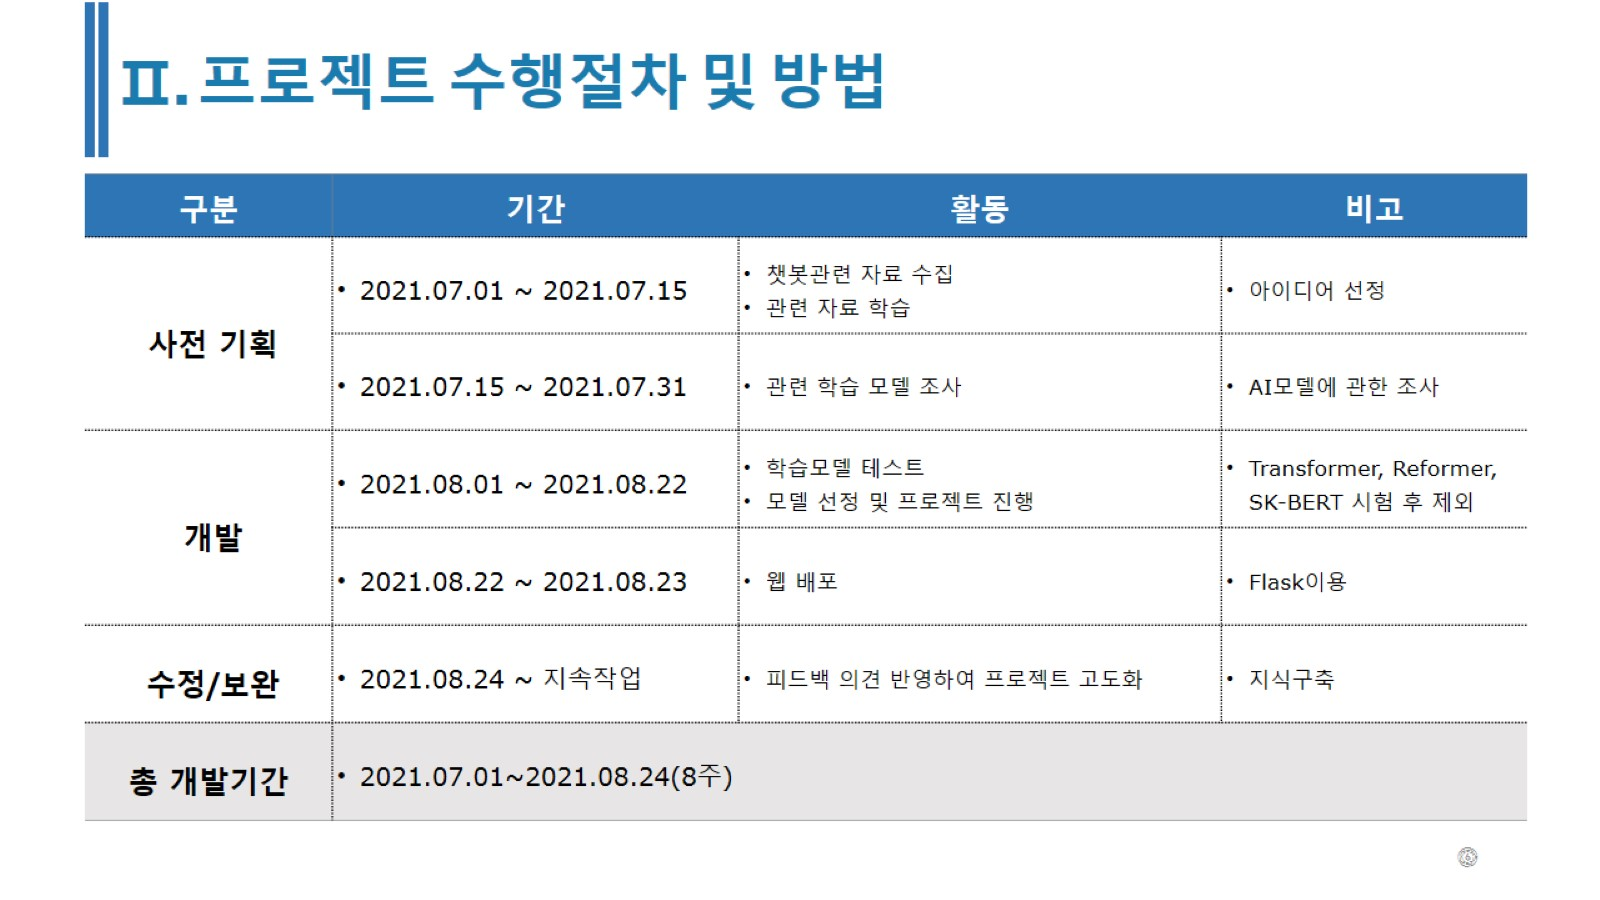 Ⅱ. 프로젝트 수행절차 및 방법
구분 기간 활동 비고
사전 기획
• 2021.07.01 ~ 2021.07.15
• 챗봇관련 자료 수집
• 관련 자료 학습
• 아이디어 선정
• 2021.07.15 ~ 2021.07.31
• 관련 학습 모델 조사
• AI모델에 관한 조사
개발
• 2021.08.01 ~ 2021.08.22
• 학습모델 테스트
• 모델 선정 및 프로젝트 진행
• Transformer, Reformer,
SK-BERT 시험 후 제외
• 2021.08.22 ~ 2021.08.23
• 웹 배포
• Flask이용
수정/보완
• 2021.08.24 ~ 지속작업
• 피드백 의견 반영하여 프로젝트 고도화
• 지식구축
총 개발기간
• 2021.07.01~2021.08.24(8주)